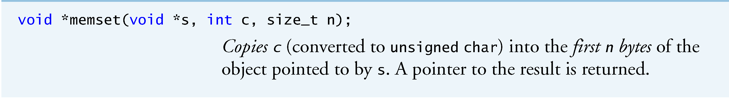 void *memset(void *s, int c, size_t n);
Copies c (converted to unsigned char) into the first n bytes of the
object pointed to by s. A pointer to the result is returned.